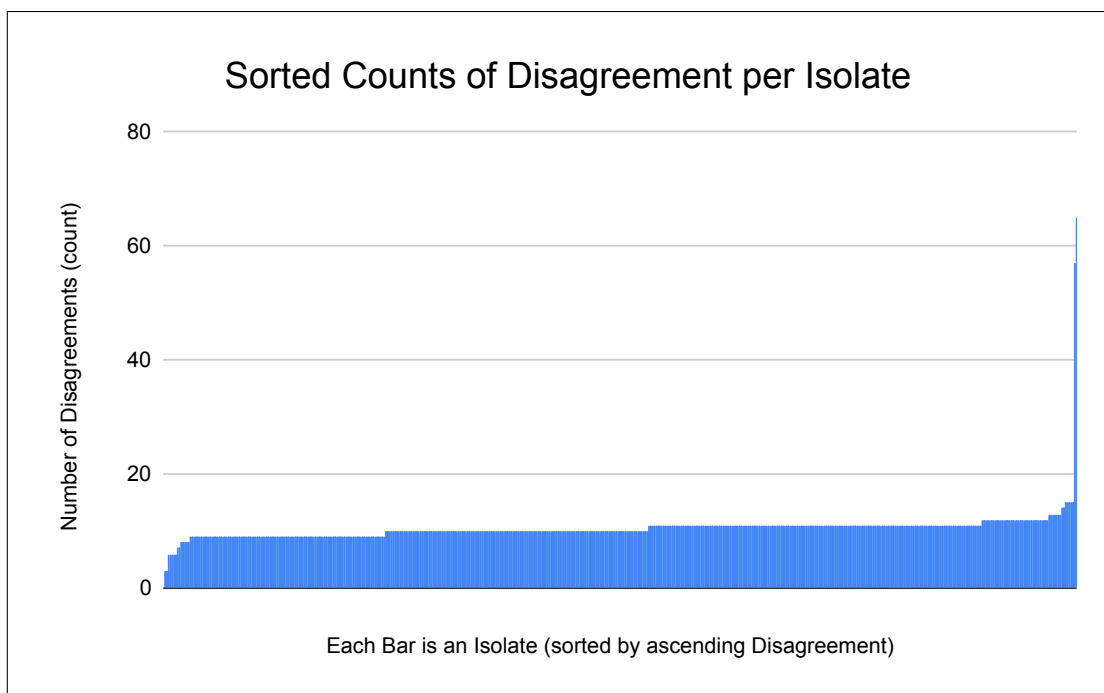 Sorted Counts of Disagreement per Isolate
Number of Disagreements (count)
80
60
40
20
0
Each Bar is an Isolate (sorted by ascending Disagreement)